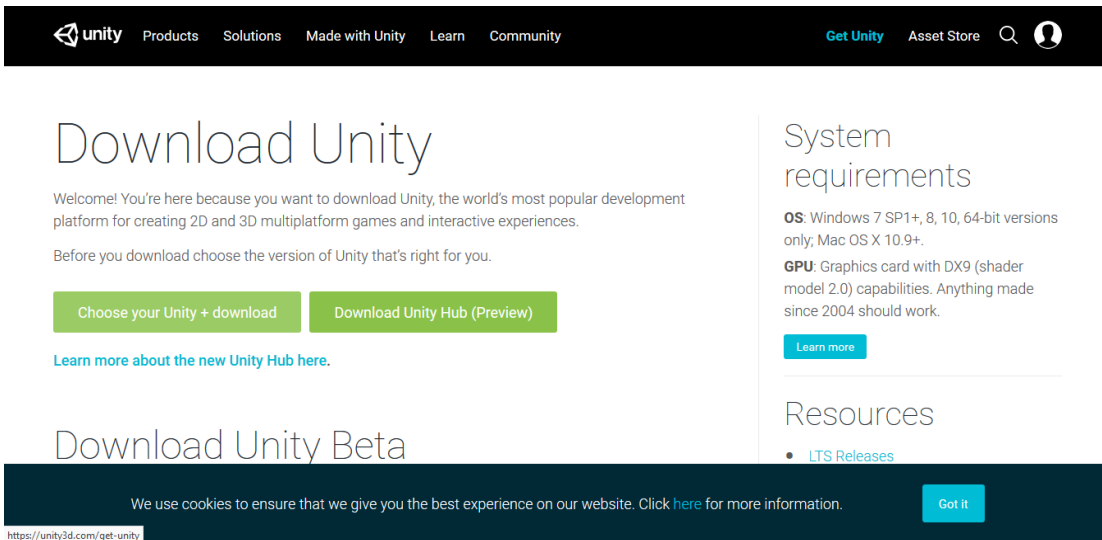 unity Products Solutions Made with Unity Learn Community Get Unity Asset Store
Download Unity
Welcome! You're here because you want to download Unity, the world's most popular development
platform for creating 2D and 3D multiplatform games and interactive experiences.
Before you download choose the version of Unity that's right for you.
Choose your Unity + download Download Unity Hub (Preview)
Learn more about the new Unity Hub here.
Download Unity Beta
System
requirements
OS: Windows 7 SP1+, 8, 10, 64-bit versions
only; Mac OS X 10.9+.
GPU: Graphics card with DX9 (shader
model 2.0) capabilities. Anything made
since 2004 should work.
Learn more
Resources
LTS Releases
We use cookies to ensure that we give you the best experience on our website. Click here for more information. Got it
https://unity3d.com/get-unity